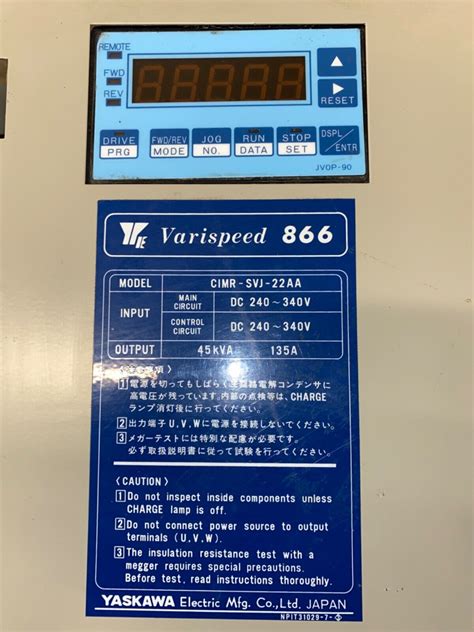 REMOTE
FWD
REV
RESET
DRIVE
PRG
FWD/REV
MODE
JOG
NO.
RUN
DATA
STOP
SET
DSPL
ENTR
JVOP-90
Varispeed 866
MODEL CIMR-SVJ-22AA
INPUT
MAIN CIRCUIT DC 240～340V
CONTROL CIRCUIT DC 240～340V
OUTPUT 45kVA 135A
〈注意事項〉
1 電源を切ってもしばらく変換器電解コンデンサに
高電圧が残っています。内部の点検等は、CHARGE
ランプ消灯後に行ってください。
2 出力端子U,V,Wに電源を接続しないでください。
3 メガーテストには特別な配慮が必要です。
必ず取扱説明書に従って試験を行てください。
〈CAUTION〉
1 Do not inspect inside components unless
CHARGE lamp is off.
2 Do not connect power source to output
terminals (U,V,W).
3 The insulation resistance test with a
megger requires special precautions.
Before test, read instructions thoroughly.
YASKAWA Electric Mfg. Co.,Ltd. JAPAN
NPIT31029-7-